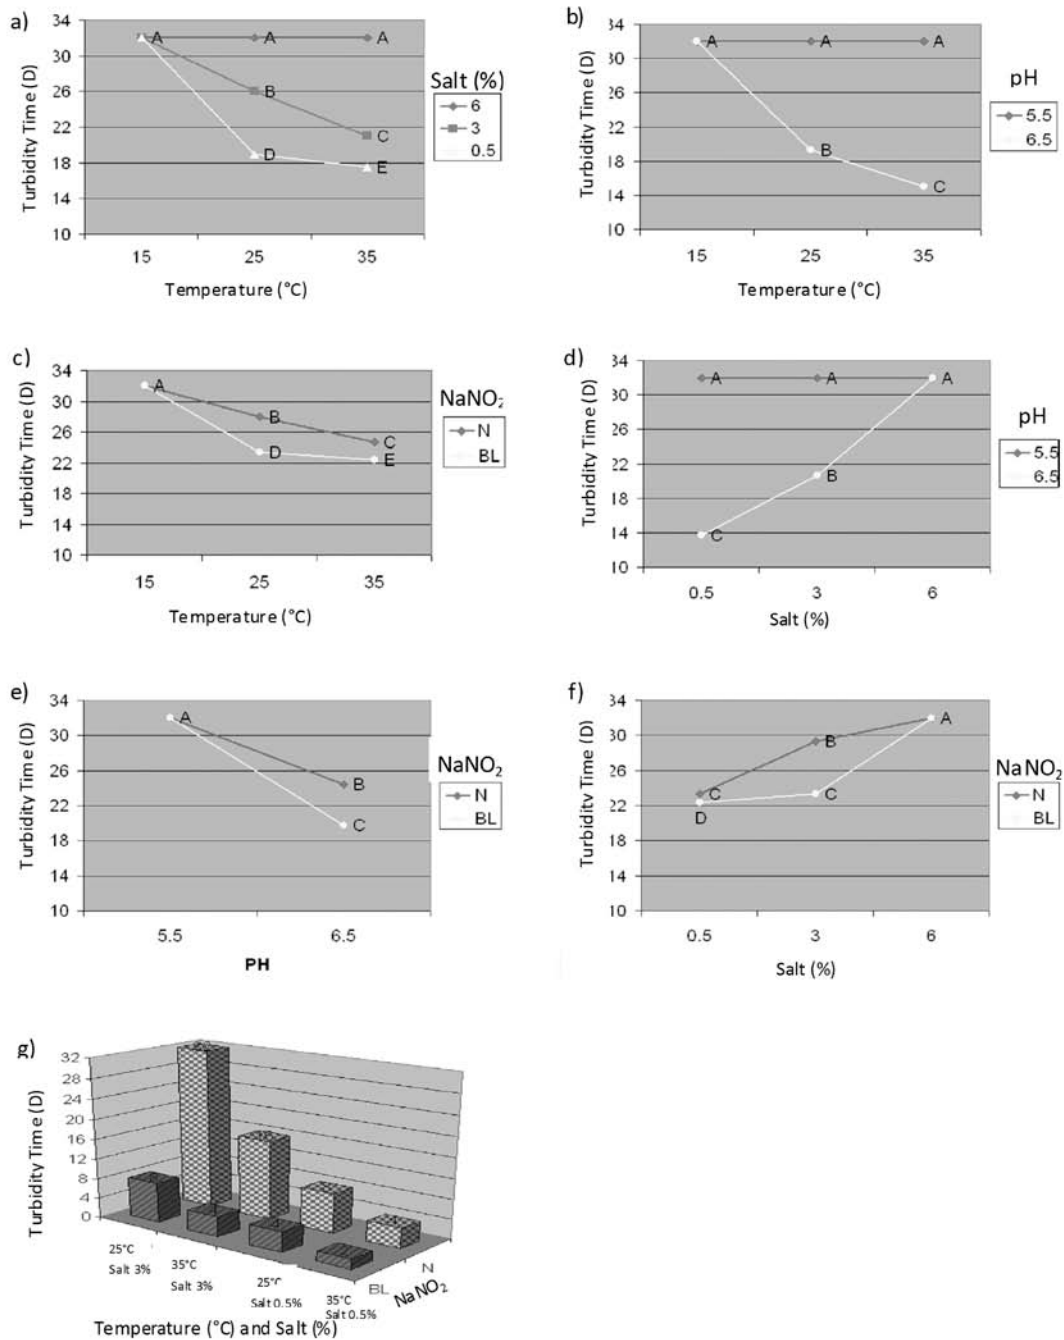 a)
34
30
26
22
18
14
10
Turbidity Time (D)
A
A
A
B
C
D
E
15
25
35
Temperature (°C)
Salt (%)
6
3
0.5
b)
34
30
26
22
18
14
10
Turbidity Time (D)
A
A
A
B
C
15
25
35
Temperature (°C)
pH
5.5
6.5
c)
34
30
26
22
18
14
10
Turbidity Time (D)
A
B
C
D
E
15
25
35
Temperature (°C)
NaNO2
N
BL
d)
34
30
26
22
18
14
10
Turbidity Time (D)
A
A
A
B
C
0.5
3
6
Salt (%)
pH
5.5
6.5
e)
34
30
26
22
18
14
10
Turbidity Time (D)
A
B
C
5.5
6.5
PH
NaNO2
N
BL
f)
34
30
26
22
18
14
10
Turbidity Time (D)
A
B
C
C
D
0.5
3
6
Salt (%)
NaNO2
N
BL
g)
32
28
24
20
16
12
8
4
0
Turbidity Time (D)
25°C
Salt 3%
35°C
Salt 3%
25°C
Salt 0.5%
35°C
Salt 0.5%
BL
N
NaNO2
Temperature (°C) and Salt (%)